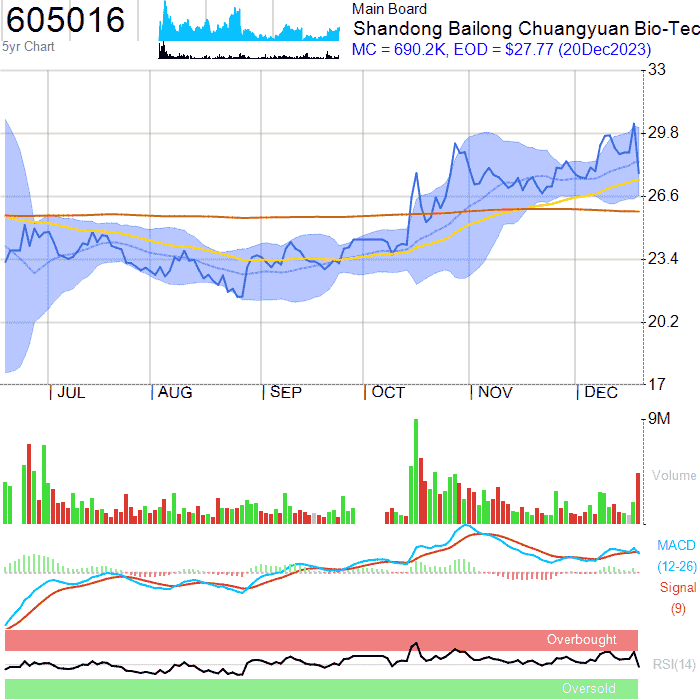 605016
5yr Chart
Main Board
Shandong Bailong Chuangyuan Bio-Tec
MC = 690.2K, EOD = $27.77 (20Dec2023)
33
29.8
26.6
23.4
20.2
17
JUL AUG SEP OCT NOV DEC
9M
Volume
MACD
(12-26)
Signal
(9)
Overbought
RSI(14)
Oversold